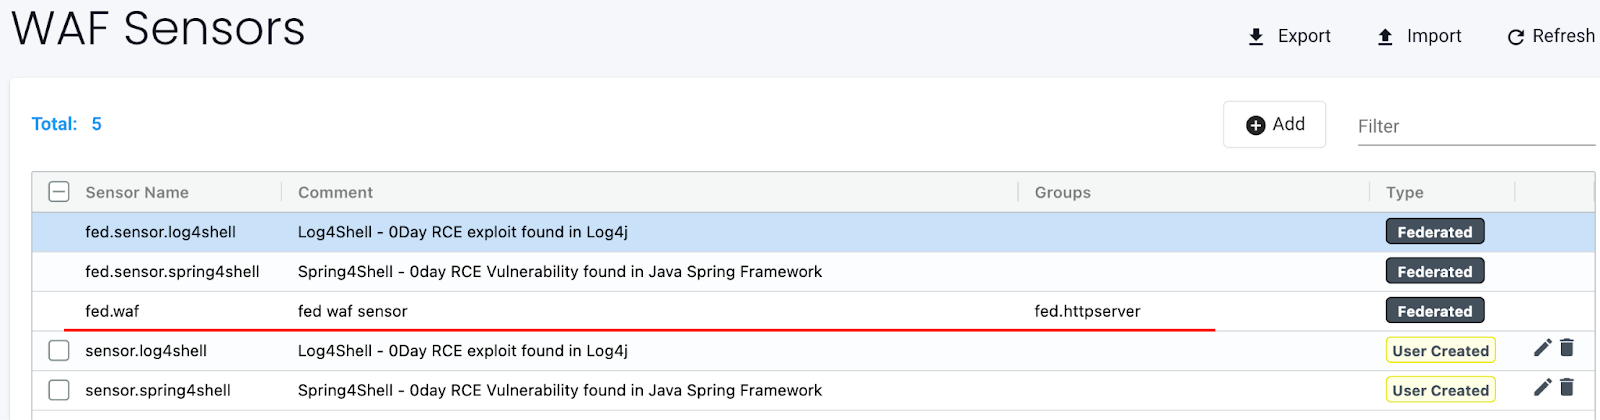 WAF Sensors
Export Import Refresh
Total: 5 Add Filter
Sensor Name Comment Groups Type
fed.sensor.log4shell Log4Shell - 0Day RCE exploit found in Log4j Federated
fed.sensor.spring4shell Spring4Shell - 0day RCE Vulnerability found in Java Spring Framework Federated
fed.waf fed waf sensor fed.httpserver Federated
sensor.log4shell Log4Shell - 0Day RCE exploit found in Log4j User Created
sensor.spring4shell Spring4Shell - 0day RCE Vulnerability found in Java Spring Framework User Created